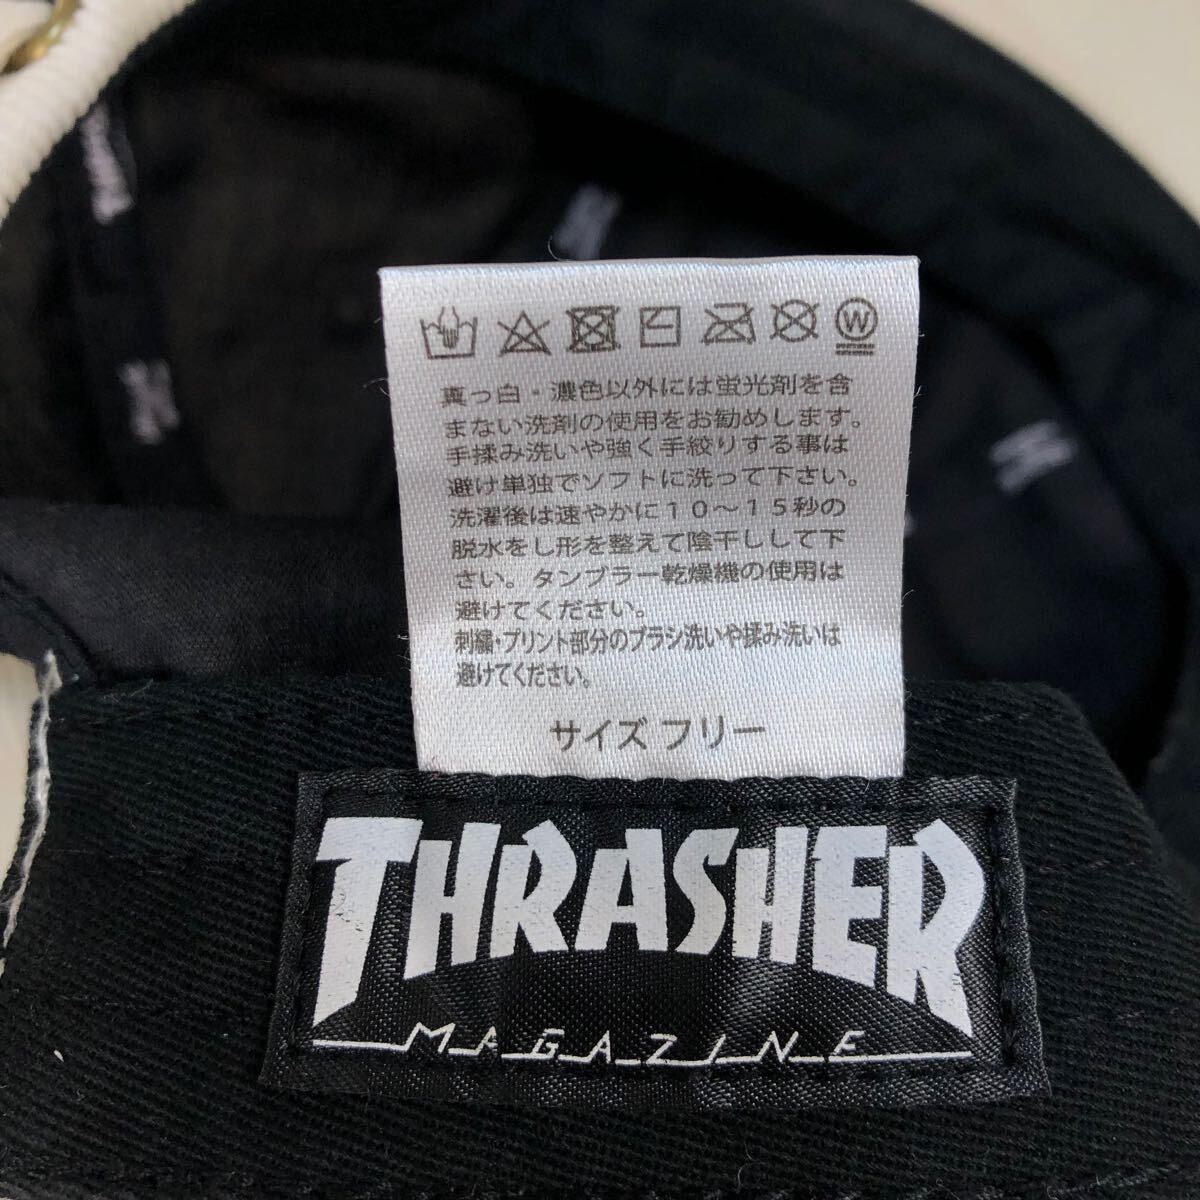 W
真っ白・濃色以外には蛍光剤を含
まない洗剤の使用をお勧めします。
手揉み洗いや強く手絞りする事は
避け単独でソフトに洗って下さい。
洗濯後は速やかに10～15秒の
脱水をし形を整えて陰干しして下
さい。タンブラー乾燥機の使用は
避けてください。
刺繍・プリント部分のブラシ洗いや揉み洗いは
避けてください。
サイズ フリー
THRASHER
MAGAZINE